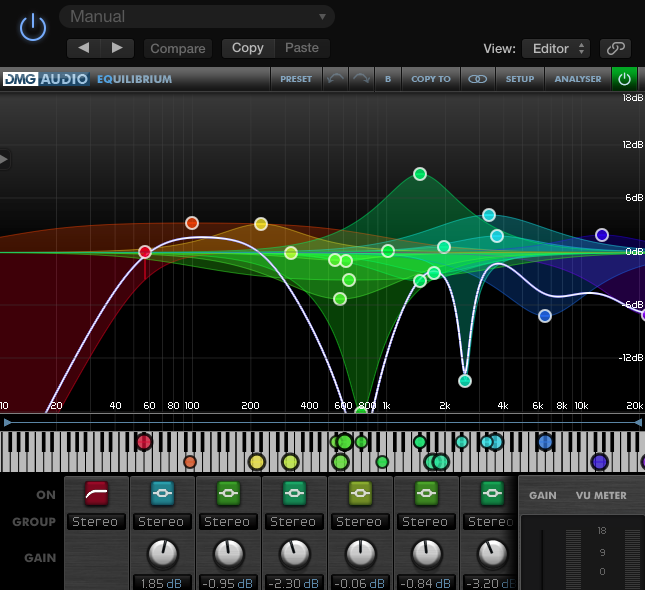 Manual
Compare Copy Paste View: Editor
DMG AUDIO EQUILIBRIUM PRESET B COPY TO SETUP ANALYSER
18dB
12dB
6dB
0dB
-6dB
-12dB
10 20 40 60 80 100 200 400 600 800 1k 2k 4k 6k 8k 10k 20k
ON GAIN VU METER
GROUP Stereo Stereo Stereo Stereo Stereo Stereo Stereo
18
9
0
GAIN
1.85 dB -0.95 dB -2.30 dB -0.06 dB -0.84 dB -3.20 dB